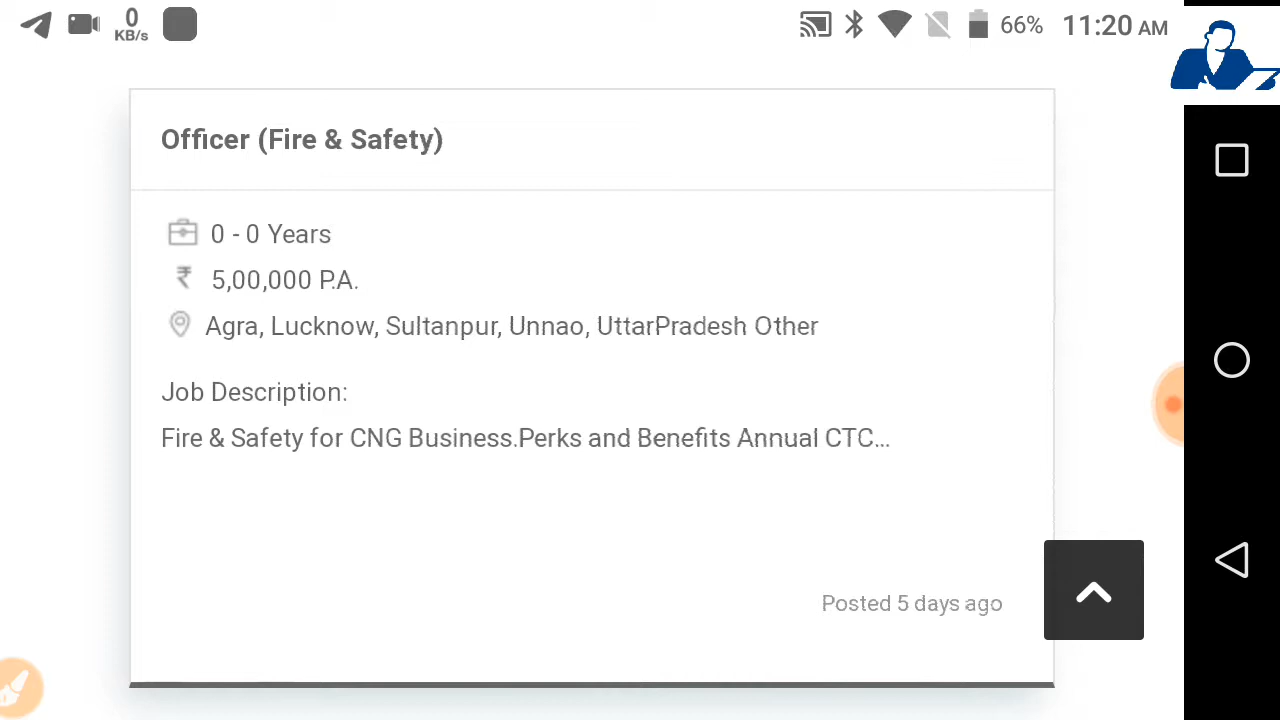 0 KB/s
66%
11:20 AM
Officer (Fire & Safety)
0 - 0 Years
₹ 5,00,000 P.A.
Agra, Lucknow, Sultanpur, Unnao, UttarPradesh Other
Job Description:
Fire & Safety for CNG Business.Perks and Benefits Annual CTC...
Posted 5 days ago